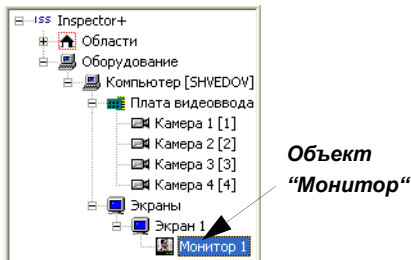 ISS Inspector+
Области
Оборудование
Компьютер [SHVEDOV]
Плата видеоввода
Камера 1 [1]
Камера 2 [2]
Камера 3 [3]
Камера 4 [4]
Экраны
Экран 1
Монитор 1
Объект
“Монитор“